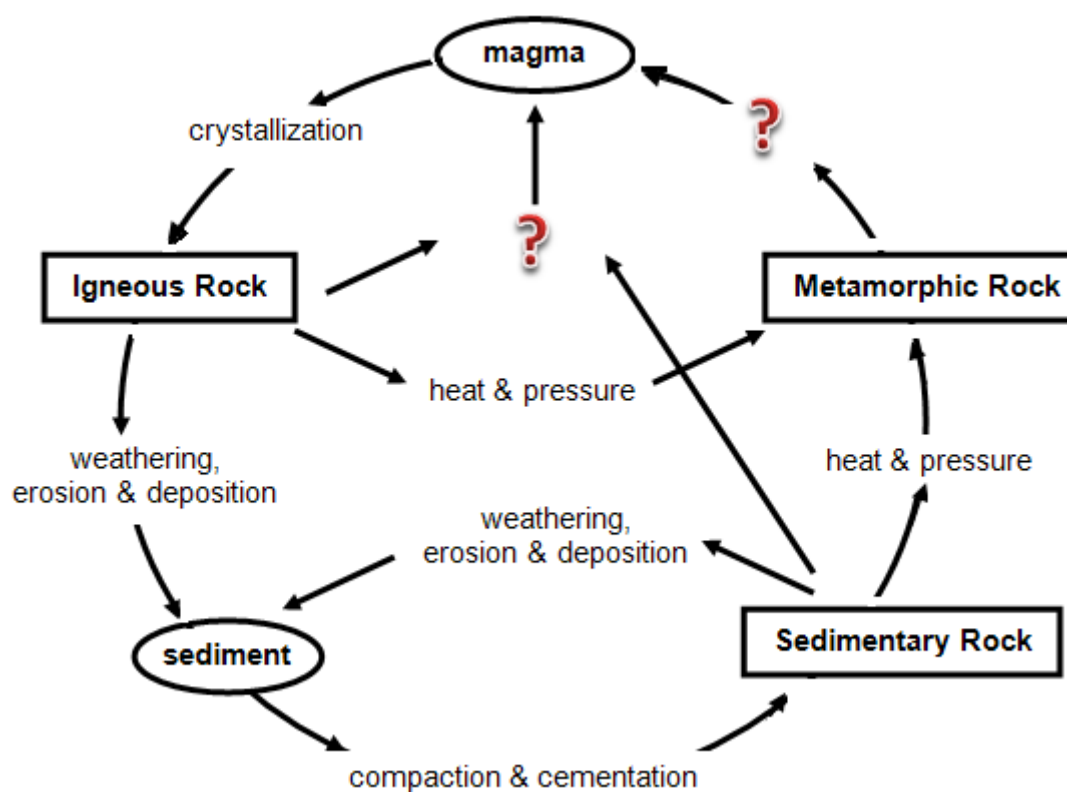 magma
?
crystallization
?
Igneous Rock
Metamorphic Rock
heat & pressure
weathering,
erosion & deposition
heat & pressure
weathering,
erosion & deposition
sediment
Sedimentary Rock
compaction & cementation